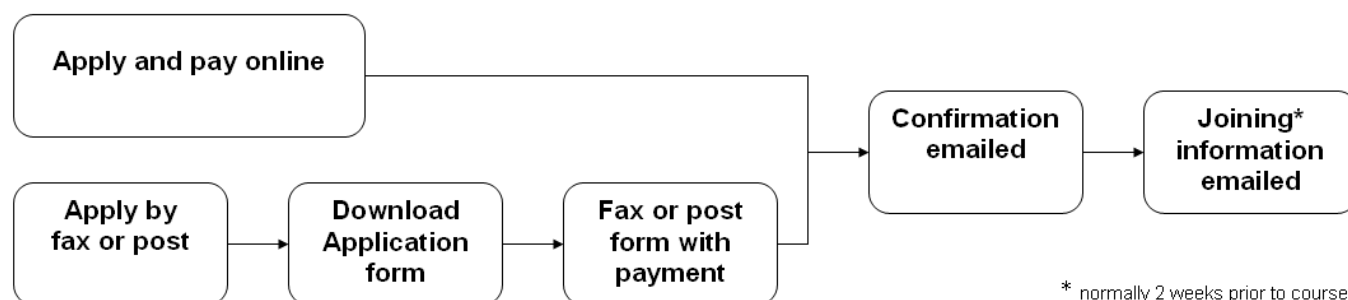 Apply and pay online
Apply by
fax or post
Download
Application
form
Fax or post
form with
payment
Confirmation
emailed
Joining*
information
emailed
* normally 2 weeks prior to course